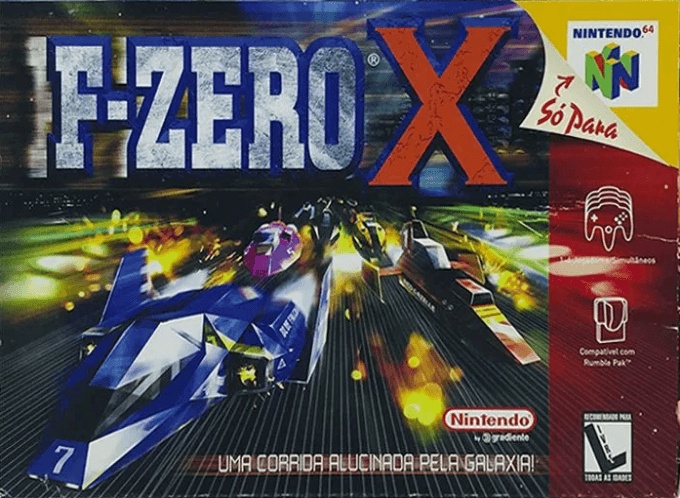 F-ZERO® X
NINTENDO⁶⁴
Só Para
1-4 Jogadores Simultâneos
Compatível com
Rumble Pak™
Nintendo®
by gradiente
UMA CORRIDA ALUCINADA PELA GALAXIA!
7
RECOMENDADO PARA
L
TODAS AS IDADES